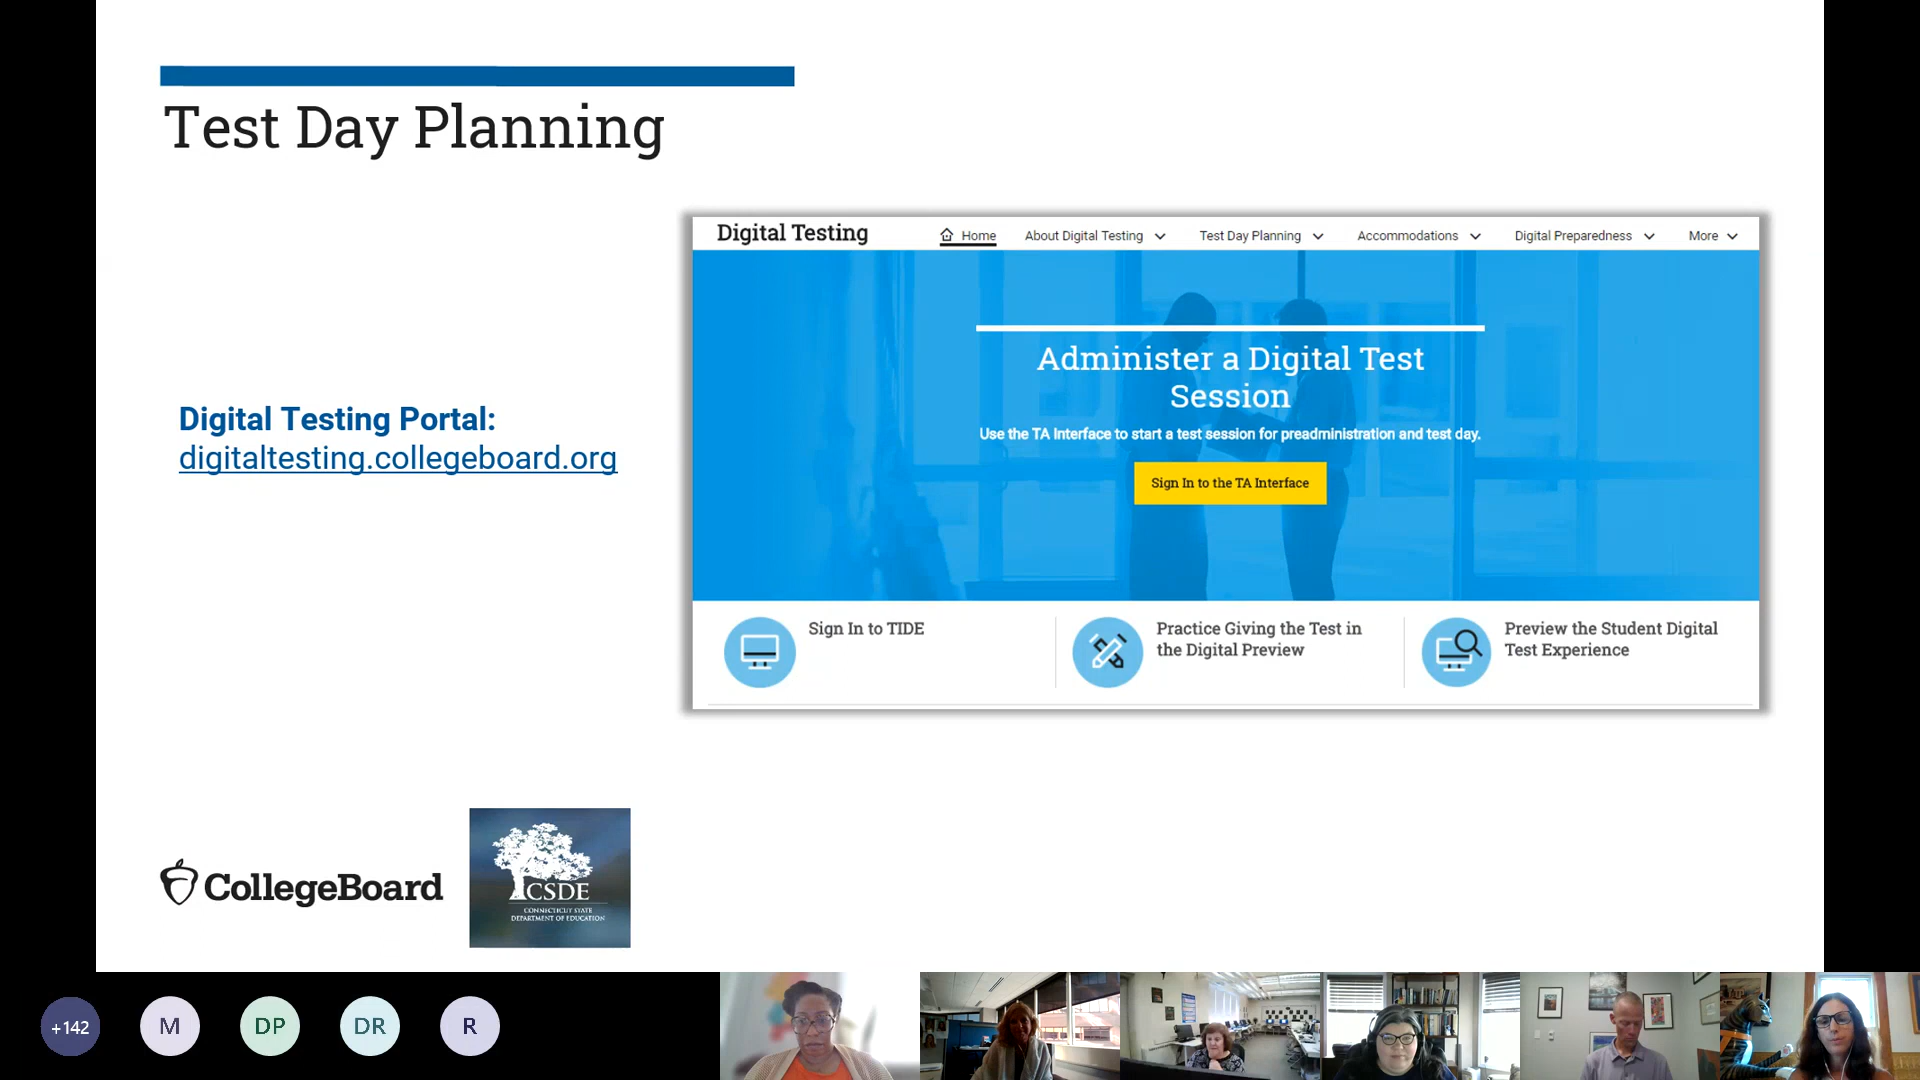 Test Day Planning
Digital Testing
Home
About Digital Testing
Test Day Planning
Accommodations
Digital Preparedness
More
Administer a Digital Test
Session
Use the TA Interface to start a test session for preadministration and test day.
Sign In to the TA Interface
Digital Testing Portal:
digitaltesting.collegeboard.org
Sign In to TIDE
Practice Giving the Test in
the Digital Preview
Preview the Student Digital
Test Experience
CollegeBoard
CSDE
CONNECTICUT STATE
DEPARTMENT OF EDUCATION
+142
M
DP
DR
R